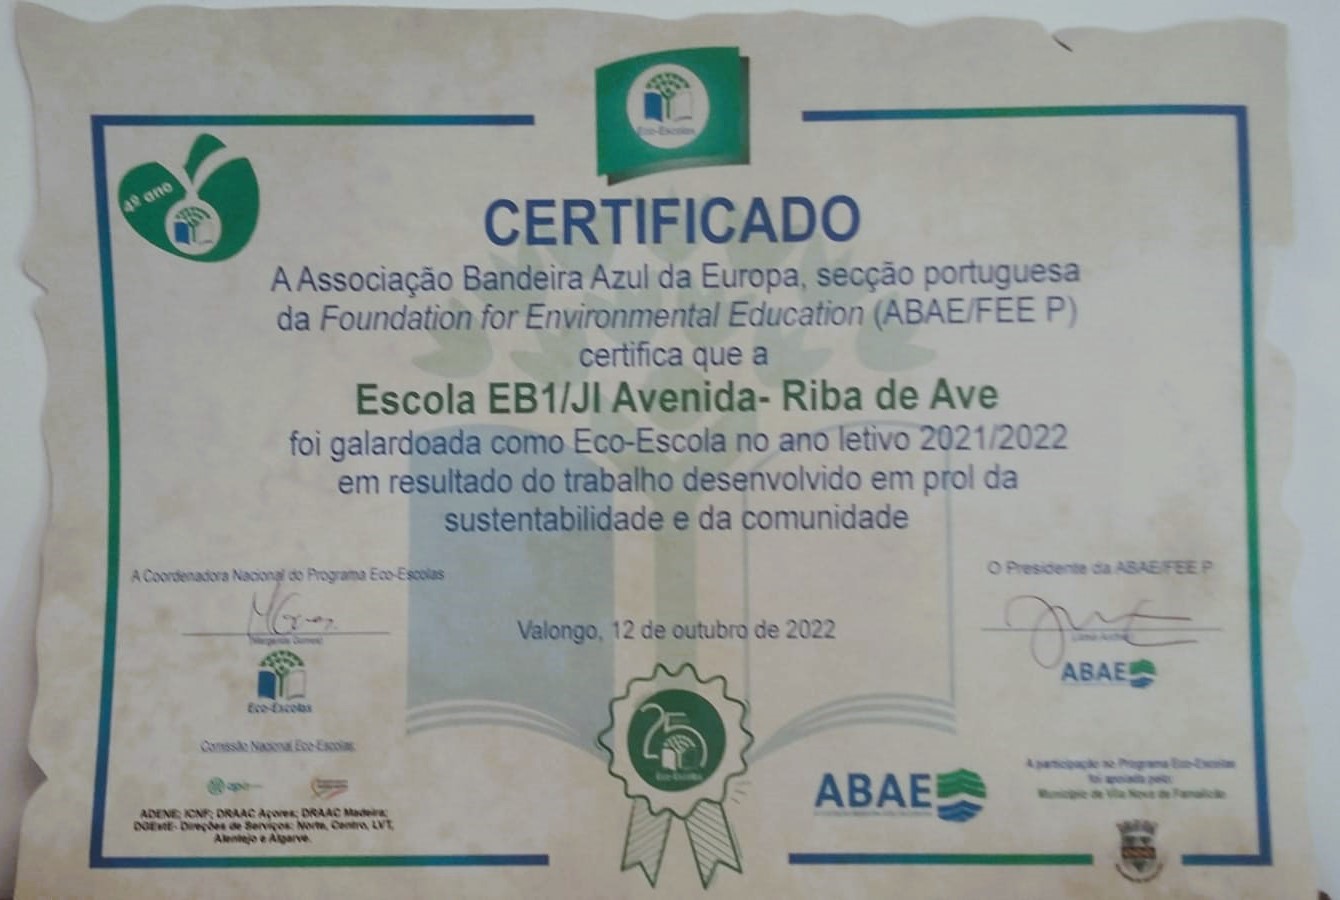 Eco-Escolas
4º ano
CERTIFICADO
A Associação Bandeira Azul da Europa, secção portuguesa
da Foundation for Environmental Education (ABAE/FEE P)
certifica que a
Escola EB1/JI Avenida- Riba de Ave
foi galardoada como Eco-Escola no ano letivo 2021/2022
em resultado do trabalho desenvolvido em prol da
sustentabilidade e da comunidade
A Coordenadora Nacional do Programa Eco-Escolas
O Presidente da ABAE/FEE P
Valongo, 12 de outubro de 2022
ABAE
Eco-Escolas
25
Eco-Escolas
Comissão Nacional Eco-Escolas:
apa
ADENE; ICNF; DRAAC Açores; DRAAC Madeira;
DGEstE- Direções de Serviços: Norte, Centro, LVT,
Alentejo e Algarve.
ABAE
A participação no Programa Eco-Escolas
foi apoiada pelo:
Município de Vila Nova de Famalicão